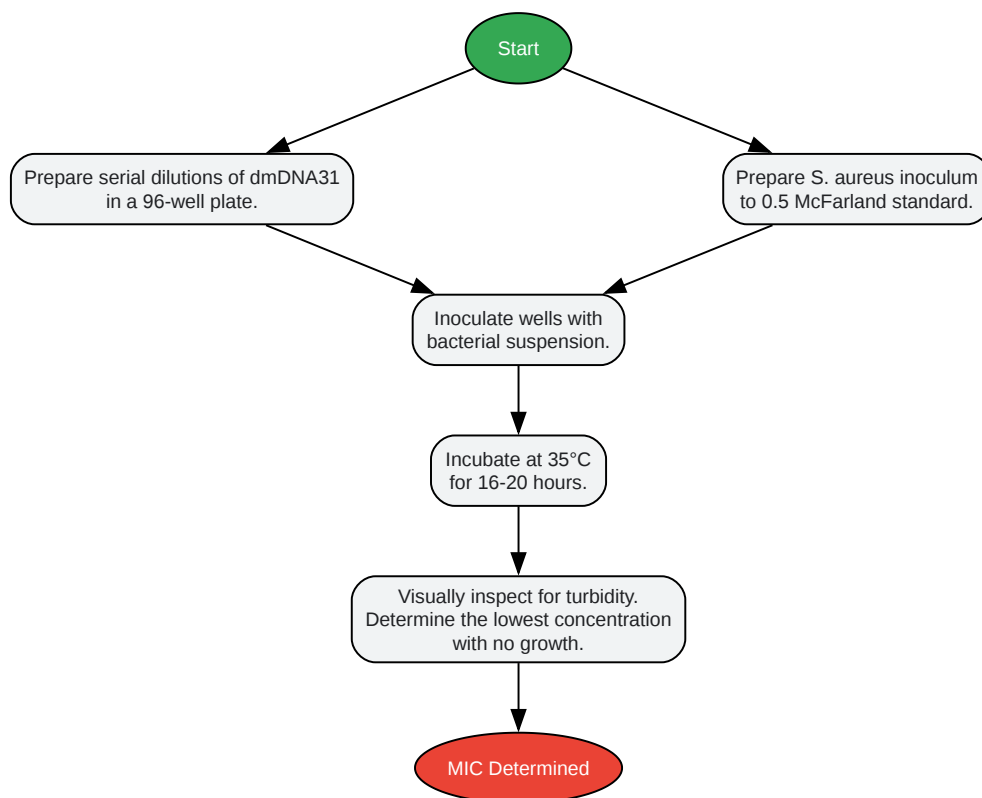 Start
Prepare serial dilutions of dmDNA31
in a 96-well plate.
Prepare S. aureus inoculum
to 0.5 McFarland standard.
Inoculate wells with
bacterial suspension.
Incubate at 35°C
for 16-20 hours.
Visually inspect for turbidity.
Determine the lowest concentration
with no growth.
MIC Determined